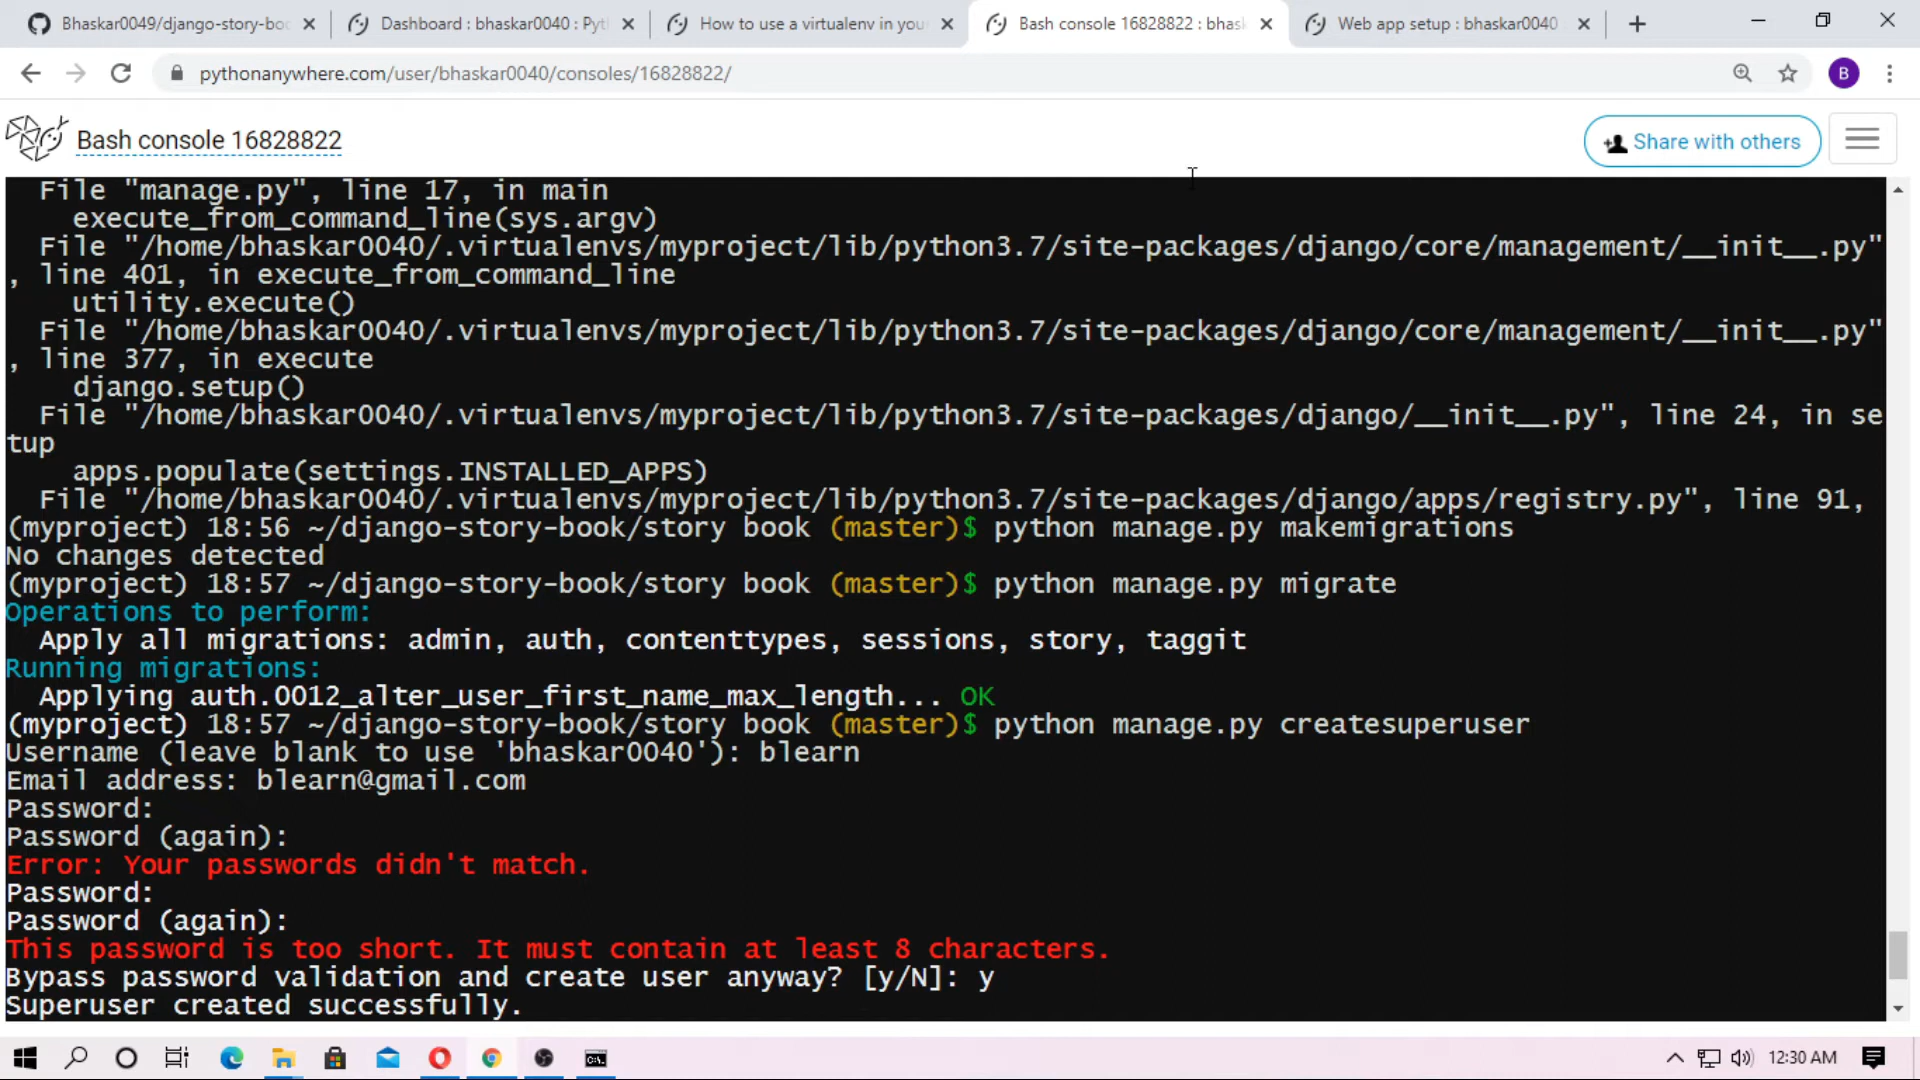 Bhaskar0049/django-story-boo
Dashboard : bhaskar0040 : Pyth
How to use a virtualenv in your
Bash console 16828822 : bhask
Web app setup : bhaskar0040
pythonanywhere.com/user/bhaskar0040/consoles/16828822/
B
Bash console 16828822
Share with others
File "manage.py", line 17, in main
execute_from_command_line(sys.argv)
File "/home/bhaskar0040/.virtualenvs/myproject/lib/python3.7/site-packages/django/core/management/__init__.py"
, line 401, in execute_from_command_line
utility.execute()
File "/home/bhaskar0040/.virtualenvs/myproject/lib/python3.7/site-packages/django/core/management/__init__.py"
, line 377, in execute
django.setup()
File "/home/bhaskar0040/.virtualenvs/myproject/lib/python3.7/site-packages/django/__init__.py", line 24, in se
tup
apps.populate(settings.INSTALLED_APPS)
File "/home/bhaskar0040/.virtualenvs/myproject/lib/python3.7/site-packages/django/apps/registry.py", line 91,
(myproject) 18:56 ~/django-story-book/story book (master)$ python manage.py makemigrations
No changes detected
(myproject) 18:57 ~/django-story-book/story book (master)$ python manage.py migrate
Operations to perform:
Apply all migrations: admin, auth, contenttypes, sessions, story, taggit
Running migrations:
Applying auth.0012_alter_user_first_name_max_length... OK
(myproject) 18:57 ~/django-story-book/story book (master)$ python manage.py createsuperuser
Username (leave blank to use 'bhaskar0040'): blearn
Email address: blearn@gmail.com
Password:
Password (again):
Error: Your passwords didn't match.
Password:
Password (again):
This password is too short. It must contain at least 8 characters.
Bypass password validation and create user anyway? [y/N]: y
Superuser created successfully.
12:30 AM